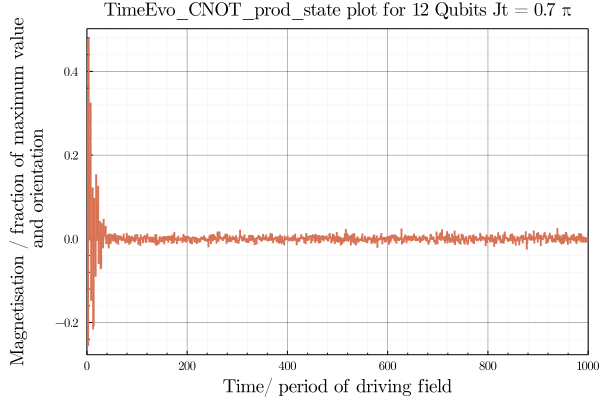 TimeEvo_CNOT_prod_state plot for 12 Qubits Jt = 0.7 π
Magnetisation / fraction of maximum value
and orientation
0.4
0.2
0.0
−0.2
0 200 400 600 800 1000
Time/ period of driving field